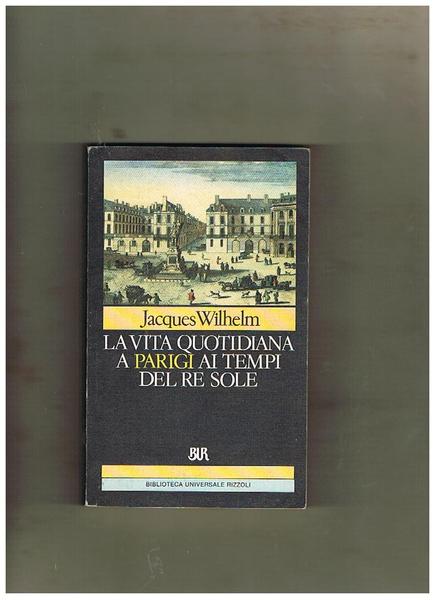 Jacques Wilhelm
LA VITA QUOTIDIANA
A PARIGI AI TEMPI
DEL RE SOLE
BUR
BIBLIOTECA UNIVERSALE RIZZOLI